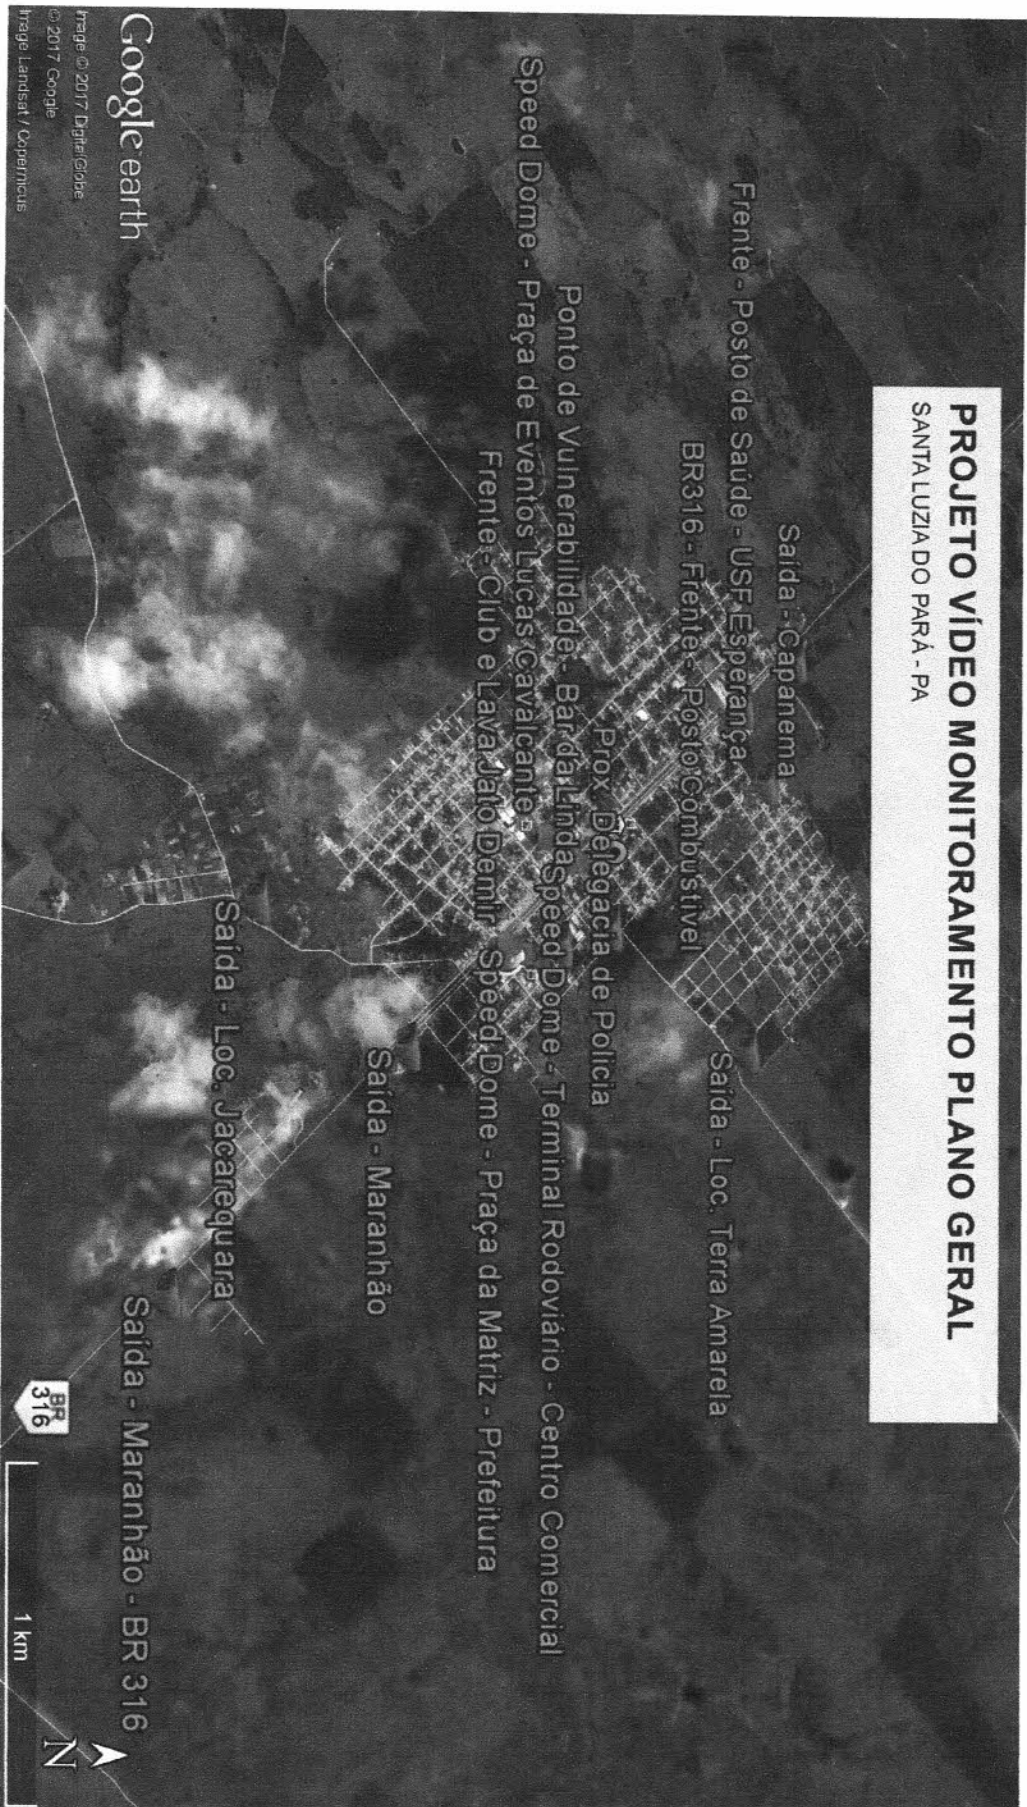 PROJETO VÍDEO MONITORAMENTO PLANO GERAL
SANTA LUZIA DO PARÁ - PA
Saída - Capanema
Frente - Posto de Saúde - USF Esperança
Saída - Loc. Terra Amarela
BR316 - Frente - Posto Combustível
Prox. Delegacia de Policia
Ponto de Vulnerabilidade - Bar da Linda
Speed Dome - Terminal Rodoviário - Centro Comercial
Speed Dome - Praça de Eventos Lucas Cavalcante
Frente - Club e Lava Jato Demir
Speed Dome - Praça da Matriz - Prefeitura
Saída - Maranhão
Saída - Loc. Jacarequara
Saída - Maranhão - BR 316
BR
316
Google earth
Image © 2017 DigitalGlobe
© 2017 Google
Image Landsat / Copernicus
1 km
N